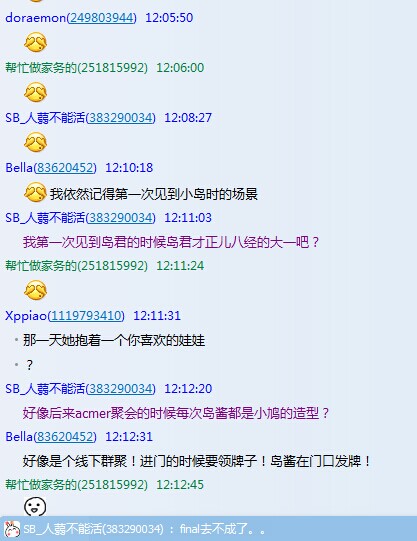 doraemon(249803944) 12:05:50
帮忙做家务的(251815992) 12:06:00
SB_人蒻不能活(383290034) 12:08:27
Bella(83620452) 12:10:18
我依然记得第一次见到小岛时的场景
SB_人蒻不能活(383290034) 12:11:03
我第一次见到岛君的时候岛君才正儿八经的大一吧？
帮忙做家务的(251815992) 12:11:24
Xppiao(1119793410) 12:11:31
· 那一天她抱着一个你喜欢的娃娃
· ？
SB_人蒻不能活(383290034) 12:12:20
好像后来acmer聚会的时候每次岛酱都是小鸠的造型？
Bella(83620452) 12:12:31
好像是个线下群聚！进门的时候要领牌子！岛酱在门口发牌！
帮忙做家务的(251815992) 12:12:45
SB_人蒻不能活(383290034) ：final去不成了。。